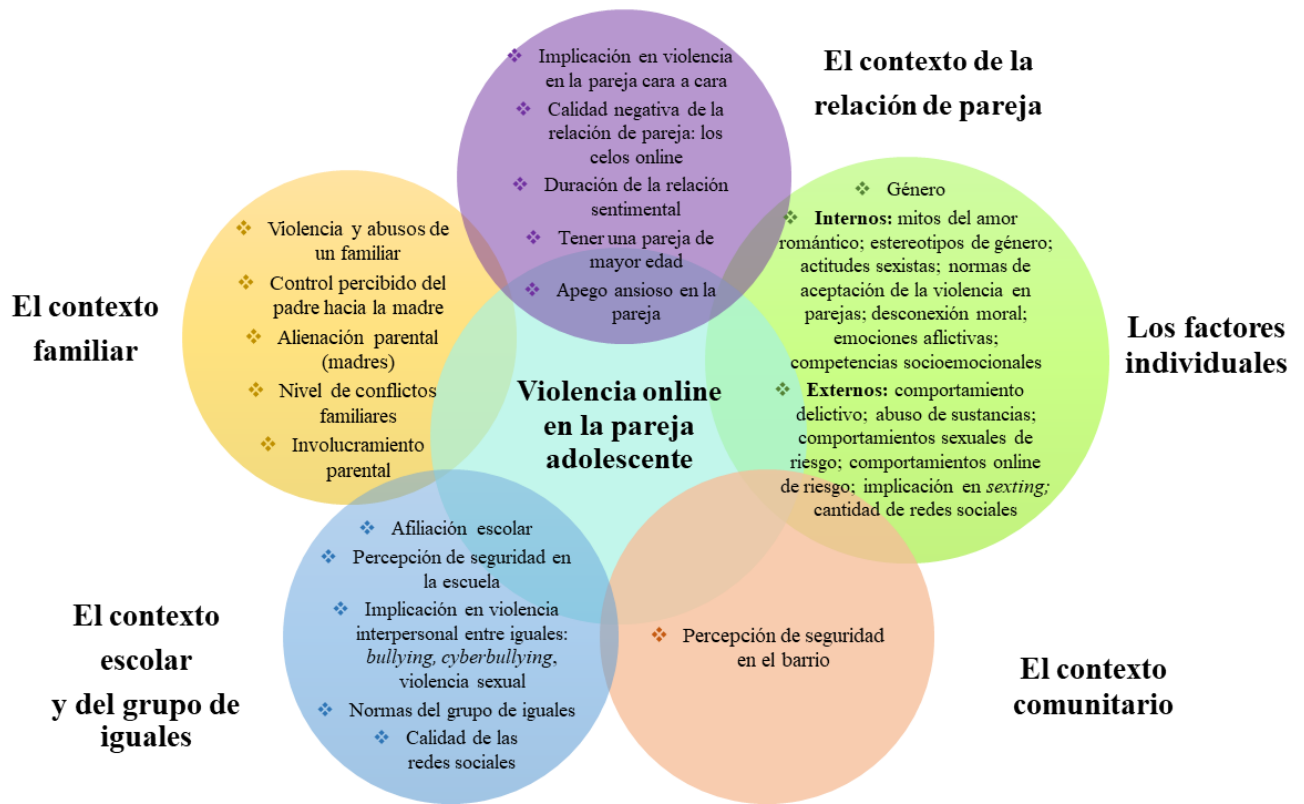 ❖ Implicación en violencia
en la pareja cara a cara
❖ Calidad negativa de la
relación de pareja: los
celos online
❖ Duración de la relación
sentimental
❖ Tener una pareja de
mayor edad
❖ Apego ansioso en la
pareja
El contexto de la
relación de pareja
❖ Género
❖ Internos: mitos del amor
romántico; estereotipos de género;
actitudes sexistas; normas de
aceptación de la violencia en
parejas; desconexión moral;
emociones aflictivas;
competencias socioemocionales
❖ Externos: comportamiento
delictivo; abuso de sustancias;
comportamientos sexuales de
riesgo; comportamientos online
de riesgo; implicación en sexting;
cantidad de redes sociales
Los factores
individuales
El contexto
familiar
❖ Violencia y abusos de
un familiar
❖ Control percibido del
padre hacia la madre
❖ Alienación parental
(madres)
❖ Nivel de conflictos
familiares
❖ Involucramiento
parental
Violencia online
en la pareja
adolescente
El contexto
escolar
y del grupo de
iguales
❖ Afiliación escolar
❖ Percepción de seguridad en
la escuela
❖ Implicación en violencia
interpersonal entre iguales:
bullying, cyberbullying,
violencia sexual
❖ Normas del grupo de iguales
❖ Calidad de las
redes sociales
❖ Percepción de seguridad
en el barrio
El contexto
comunitario